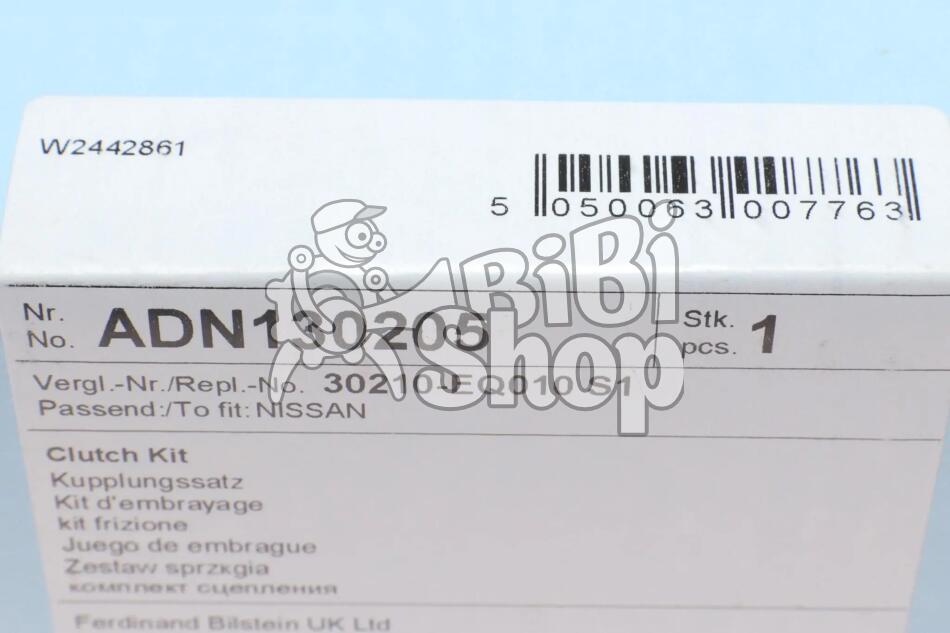 W2442861
5 050063 007763
BiBi
Shop
Nr.
No. ADN130205
Stk.
pcs. 1
Vergl.-Nr./Repl.-No. 30210-EQ010-S1
Passend:/To fit: NISSAN
Clutch Kit
Kupplungssatz
Kit d'embrayage
kit frizione
Juego de embrague
Zestaw sprzxgia
комплект сцепления
Ferdinand Bilstein UK Ltd